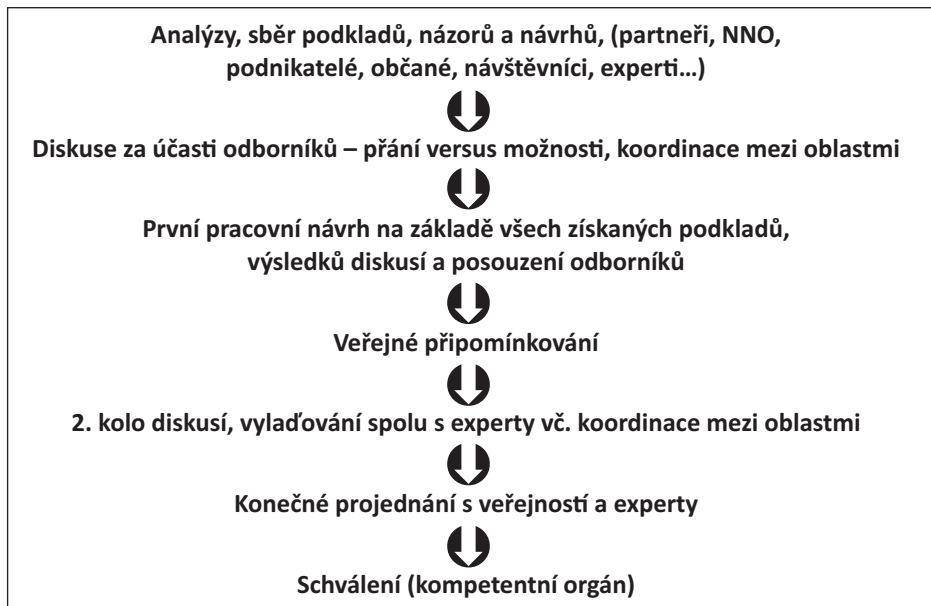 Analýzy, sběr podkladů, názorů a návrhů, (partneři, NNO,
podnikatelé, občané, návštěvníci, experti...)
Diskuse za účasti odborníků – přání versus možnosti, koordinace mezi oblastmi
První pracovní návrh na základě všech získaných podkladů,
výsledků diskusí a posouzení odborníků
Veřejné připomínkování
2. kolo diskusí, vylaďování spolu s experty vč. koordinace mezi oblastmi
Konečné projednání s veřejností a experty
Schválení (kompetentní orgán)